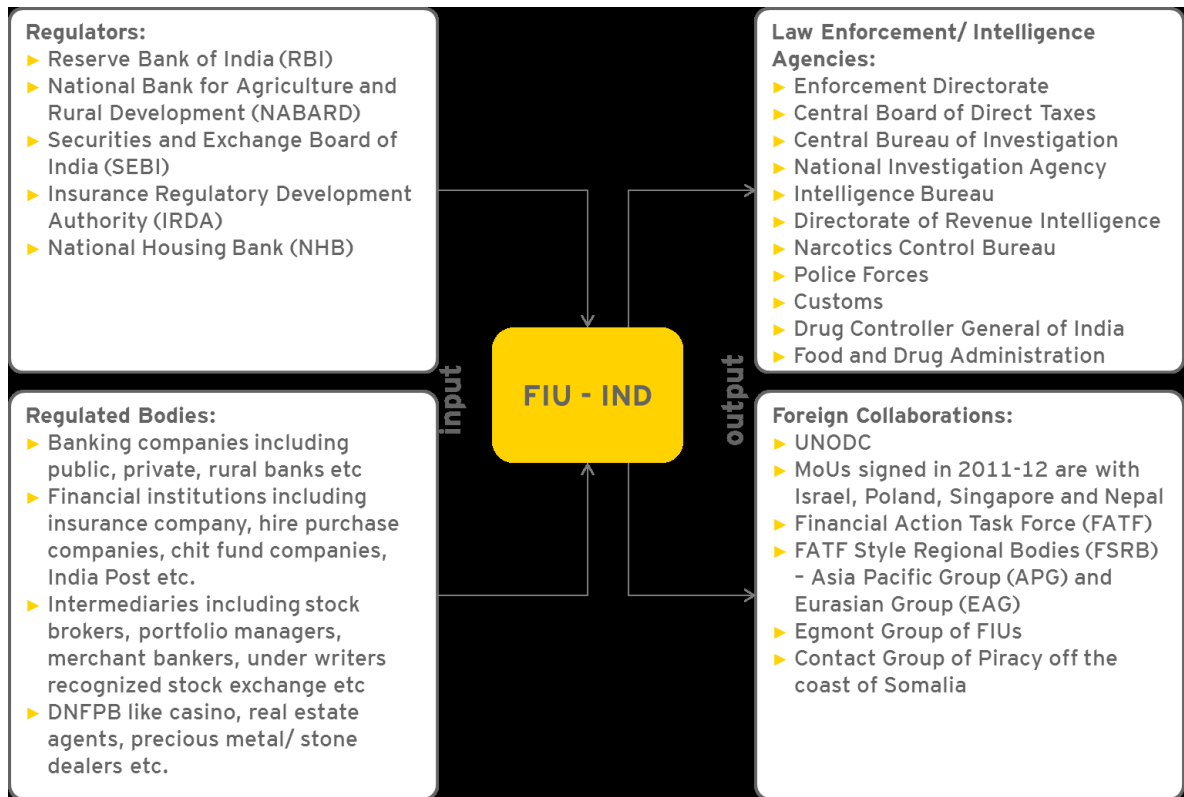 Regulators:
► Reserve Bank of India (RBI)
► National Bank for Agriculture and
Rural Development (NABARD)
► Securities and Exchange Board of
India (SEBI)
► Insurance Regulatory Development
Authority (IRDA)
► National Housing Bank (NHB)
Regulated Bodies:
► Banking companies including
public, private, rural banks etc
► Financial institutions including
insurance company, hire purchase
companies, chit fund companies,
India Post etc.
► Intermediaries including stock
brokers, portfolio managers,
merchant bankers, under writers
recognized stock exchange etc
► DNFPB like casino, real estate
agents, precious metal/ stone
dealers etc.
input
FIU - IND
output
Law Enforcement/ Intelligence
Agencies:
► Enforcement Directorate
► Central Board of Direct Taxes
► Central Bureau of Investigation
► National Investigation Agency
► Intelligence Bureau
► Directorate of Revenue Intelligence
► Narcotics Control Bureau
► Police Forces
► Customs
► Drug Controller General of India
► Food and Drug Administration
Foreign Collaborations:
► UNODC
► MoUs signed in 2011-12 are with
Israel, Poland, Singapore and Nepal
► Financial Action Task Force (FATF)
► FATF Style Regional Bodies (FSRB)
– Asia Pacific Group (APG) and
Eurasian Group (EAG)
► Egmont Group of FIUs
► Contact Group of Piracy off the
coast of Somalia